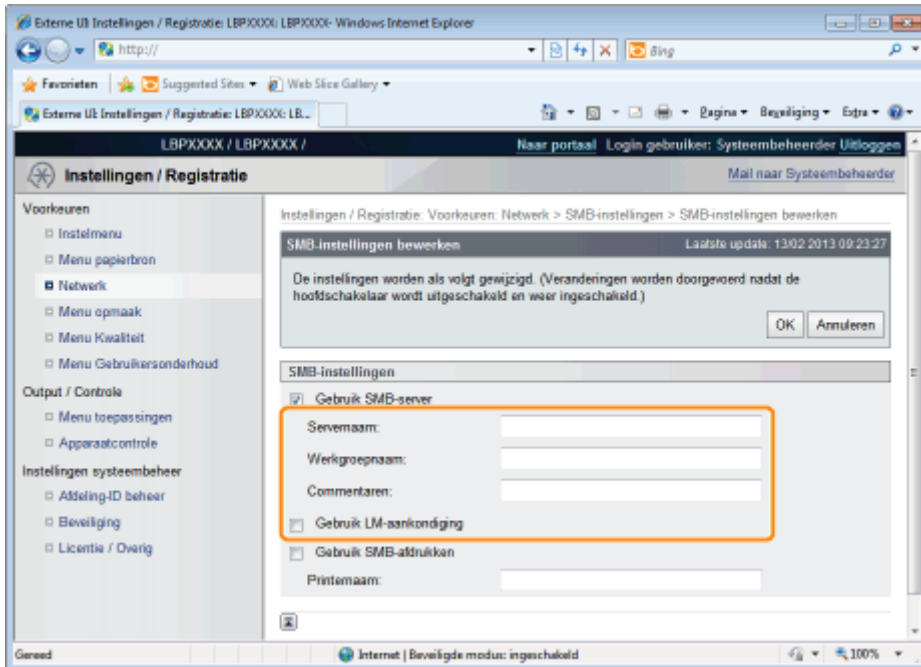 Externe UI: Instellingen / Registratie: LBPXXXX: LBPXXXX- Windows Internet Explorer
http://
Bing
Favorieten Suggested Sites Web Slice Gallery
Externe UI: Instellingen / Registratie: LBPXXXX: LB...
Pagina Beveiliging Extra
LBPXXXX / LBPXXXX /
Naar portaal Login gebruiker: Systeembeheerder Uitloggen
Instellingen / Registratie
Mail naar Systeembeheerder
Voorkeuren
Instelmenu
Menu papierbron
Netwerk
Menu opmaak
Menu Kwaliteit
Menu Gebruikersonderhoud
Output / Controle
Menu toepassingen
Apparaatcontrole
Instellingen systeembeheer
Afdeling-ID beheer
Beveiliging
Licentie / Overig
Instellingen / Registratie: Voorkeuren: Netwerk > SMB-instellingen > SMB-instellingen bewerken
SMB-instellingen bewerken
Laatste update: 13/02 2013 09:23:27
De instellingen worden als volgt gewijzigd. (Veranderingen worden doorgevoerd nadat de
hoofdschakelaar wordt uitgeschakeld en weer ingeschakeld.)
OK Annuleren
SMB-instellingen
Gebruik SMB-server
Servernaam:
Werkgroepnaam:
Commentaren:
Gebruik LM-aankondiging
Gebruik SMB-afdrukken
Printernaam:
Gereed
Internet | Beveiligde modus: ingeschakeld
100%